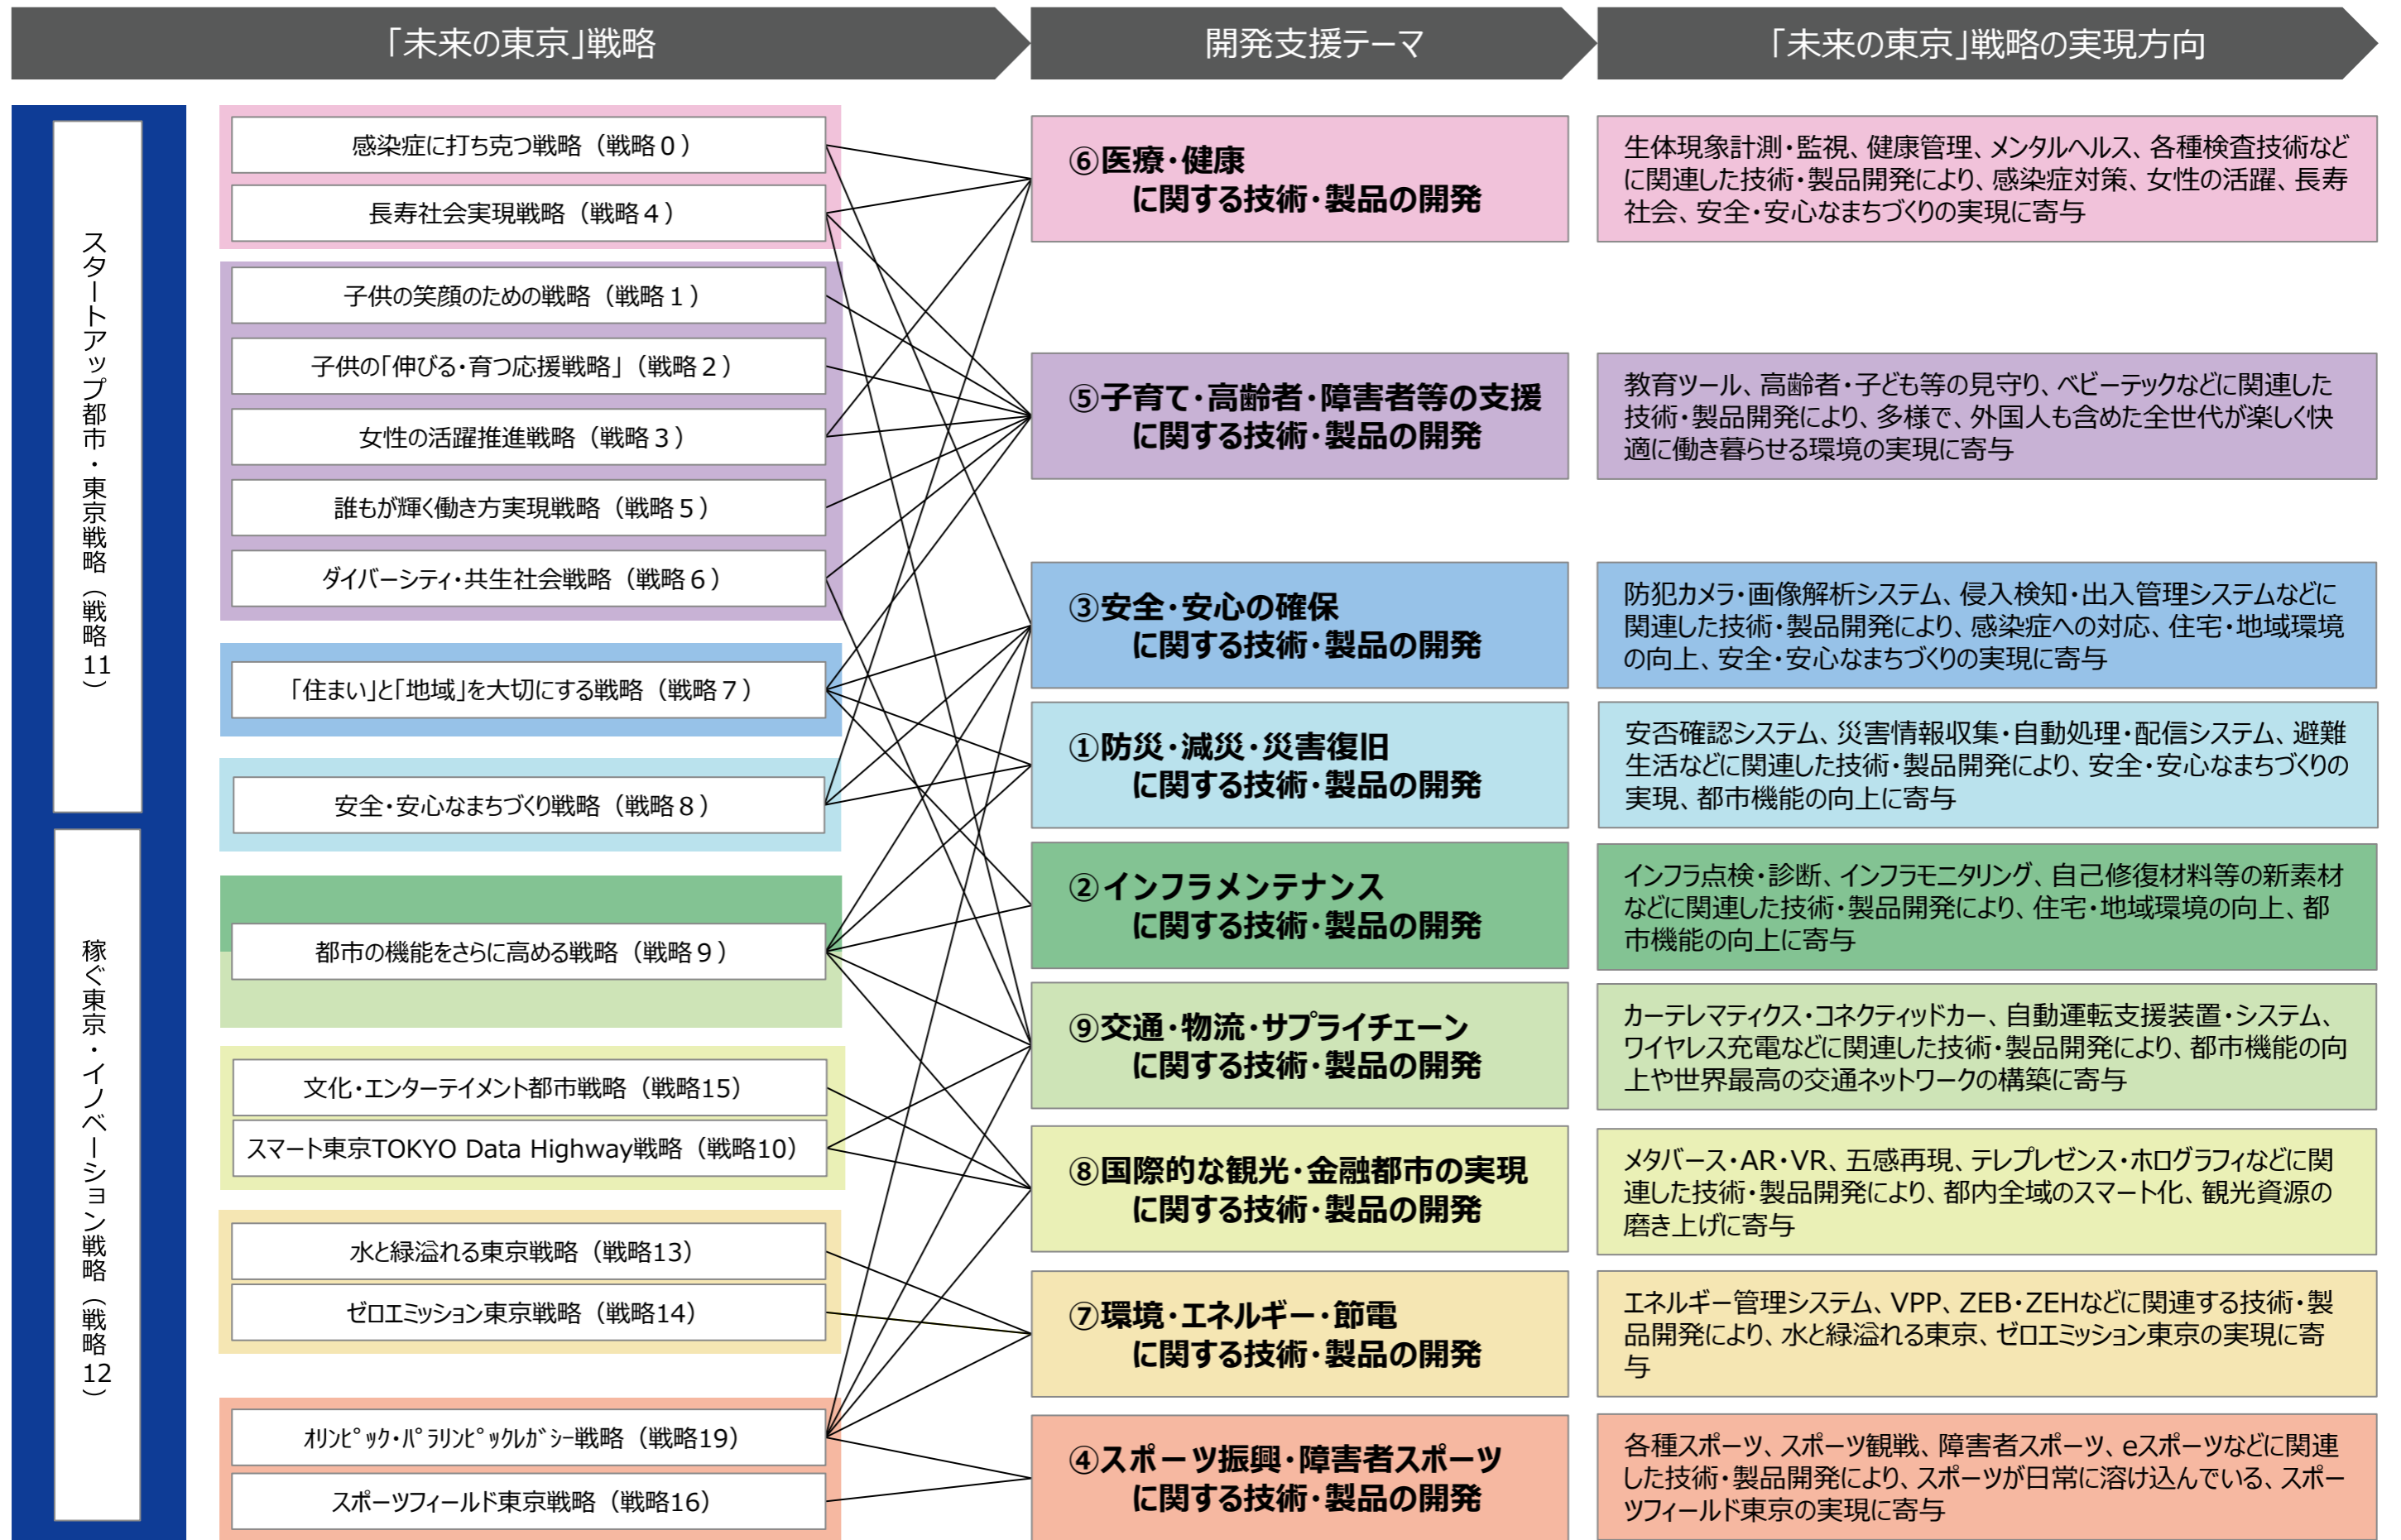 「未来の東京」戦略
開発支援テーマ
「未来の東京」戦略の実現方向
スタートアップ都市・東京戦略（戦略11）
稼ぐ東京・イノベーション戦略（戦略12）
感染症に打ち克つ戦略（戦略０）
長寿社会実現戦略（戦略４）
子供の笑顔のための戦略（戦略１）
子供の「伸びる・育つ応援戦略」（戦略２）
女性の活躍推進戦略（戦略３）
誰もが輝く働き方実現戦略（戦略５）
ダイバーシティ・共生社会戦略（戦略６）
「住まい」と「地域」を大切にする戦略（戦略７）
安全・安心なまちづくり戦略（戦略８）
都市の機能をさらに高める戦略（戦略９）
文化・エンターテイメント都市戦略（戦略15）
スマート東京TOKYO Data Highway戦略（戦略10）
水と緑溢れる東京戦略（戦略13）
ゼロエミッション東京戦略（戦略14）
ｵﾘﾝﾋﾟｯｸ・ﾊﾟﾗﾘﾝﾋﾟｯｸﾚｶﾞｼｰ戦略（戦略19）
スポーツフィールド東京戦略（戦略16）
⑥医療・健康
に関する技術・製品の開発
⑤子育て・高齢者・障害者等の支援
に関する技術・製品の開発
③安全・安心の確保
に関する技術・製品の開発
①防災・減災・災害復旧
に関する技術・製品の開発
②インフラメンテナンス
に関する技術・製品の開発
⑨交通・物流・サプライチェーン
に関する技術・製品の開発
⑧国際的な観光・金融都市の実現
に関する技術・製品の開発
⑦環境・エネルギー・節電
に関する技術・製品の開発
④スポーツ振興・障害者スポーツ
に関する技術・製品の開発
生体現象計測・監視、健康管理、メンタルヘルス、各種検査技術など
に関連した技術・製品開発により、感染症対策、女性の活躍、長寿
社会、安全・安心なまちづくりの実現に寄与
教育ツール、高齢者・子ども等の見守り、ベビーテックなどに関連した
技術・製品開発により、多様で、外国人も含めた全世代が楽しく快
適に働き暮らせる環境の実現に寄与
防犯カメラ・画像解析システム、侵入検知・出入管理システムなどに
関連した技術・製品開発により、感染症への対応、住宅・地域環境
の向上、安全・安心なまちづくりの実現に寄与
安否確認システム、災害情報収集・自動処理・配信システム、避難
生活などに関連した技術・製品開発により、安全・安心なまちづくりの
実現、都市機能の向上に寄与
インフラ点検・診断、インフラモニタリング、自己修復材料等の新素材
などに関連した技術・製品開発により、住宅・地域環境の向上、都
市機能の向上に寄与
カーテレマティクス・コネクティッドカー、自動運転支援装置・システム、
ワイヤレス充電などに関連した技術・製品開発により、都市機能の向
上や世界最高の交通ネットワークの構築に寄与
メタバース・AR・VR、五感再現、テレプレゼンス・ホログラフィなどに関
連した技術・製品開発により、都内全域のスマート化、観光資源の
磨き上げに寄与
エネルギー管理システム、VPP、ZEB・ZEHなどに関連する技術・製
品開発により、水と緑溢れる東京、ゼロエミッション東京の実現に寄
与
各種スポーツ、スポーツ観戦、障害者スポーツ、eスポーツなどに関連
した技術・製品開発により、スポーツが日常に溶け込んでいる、スポー
ツフィールド東京の実現に寄与